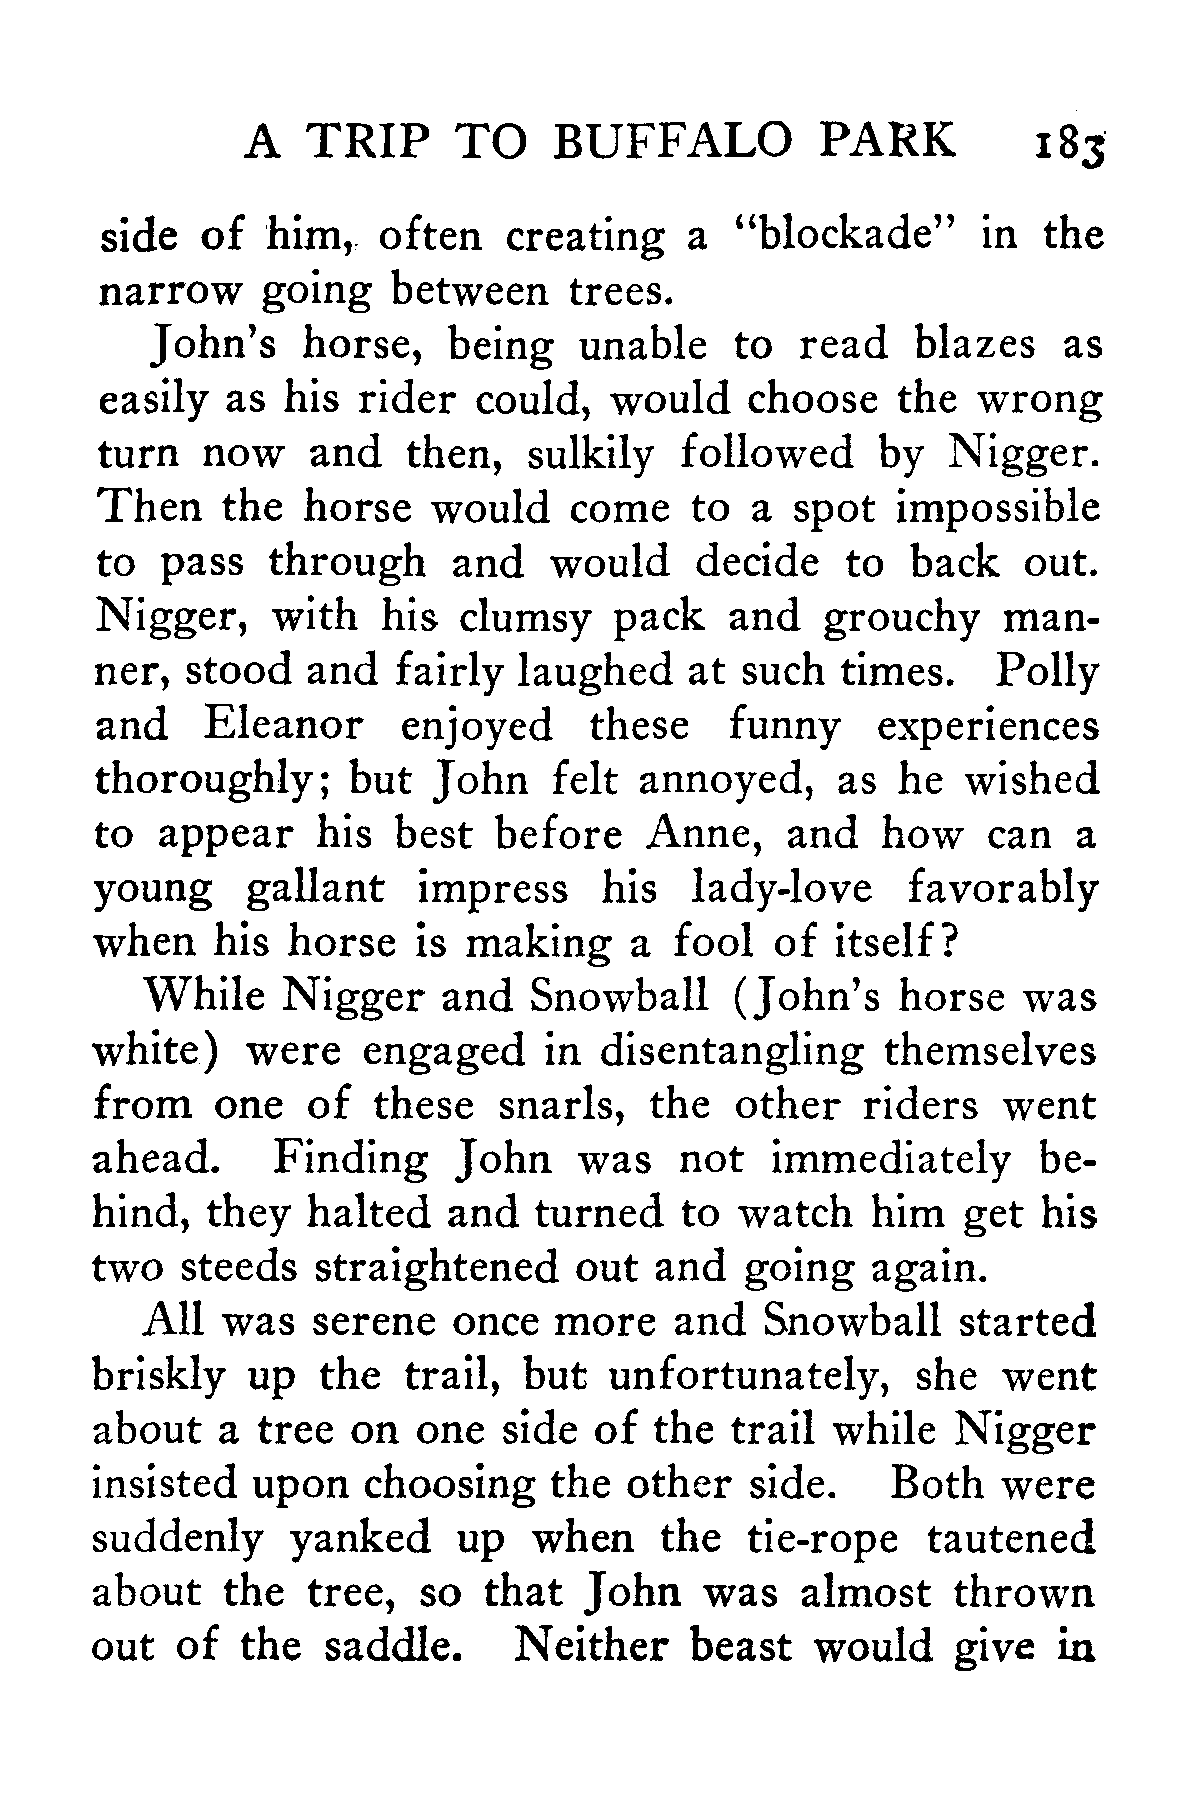 A TRIP TO BUFFALO PARK 183
side of him, often creating a “blockade” in the
narrow going between trees.
John’s horse, being unable to read blazes as
easily as his rider could, would choose the wrong
turn now and then, sulkily followed by Nigger.
Then the horse would come to a spot impossible
to pass through and would decide to back out.
Nigger, with his clumsy pack and grouchy man-
ner, stood and fairly laughed at such times. Polly
and Eleanor enjoyed these funny experiences
thoroughly; but John felt annoyed, as he wished
to appear his best before Anne, and how can a
young gallant impress his lady-love favorably
when his horse is making a fool of itself?
While Nigger and Snowball (John’s horse was
white) were engaged in disentangling themselves
from one of these snarls, the other riders went
ahead. Finding John was not immediately be-
hind, they halted and turned to watch him get his
two steeds straightened out and going again.
All was serene once more and Snowball started
briskly up the trail, but unfortunately, she went
about a tree on one side of the trail while Nigger
insisted upon choosing the other side. Both were
suddenly yanked up when the tie-rope tautened
about the tree, so that John was almost thrown
out of the saddle. Neither beast would give in